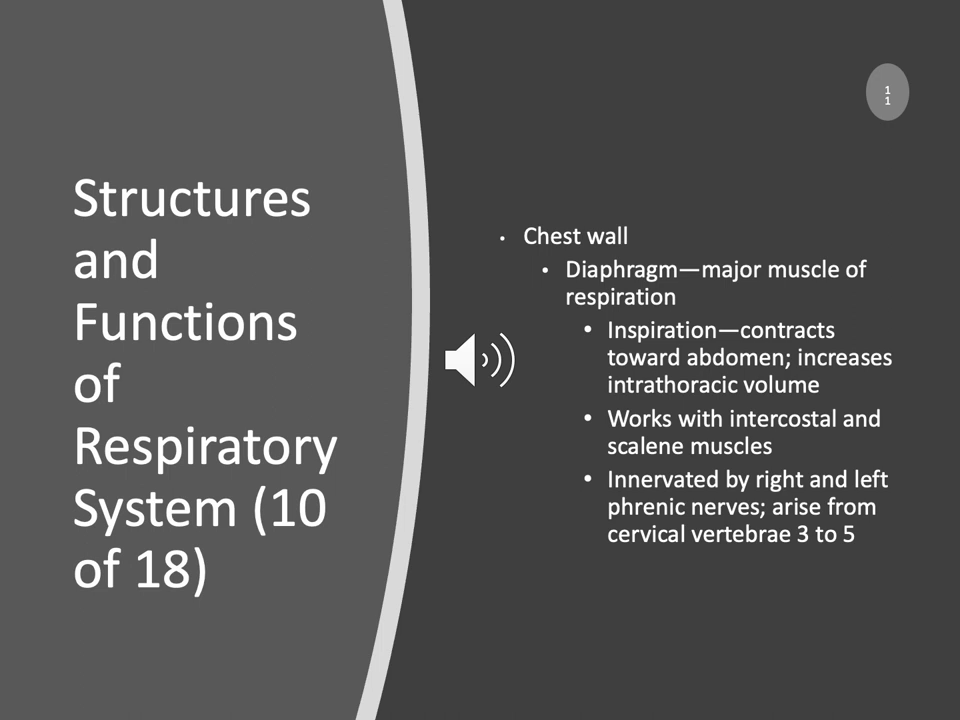 Structures
and
Functions
of
Respiratory
System (10
of 18)
1
1
• Chest wall
• Diaphragm—major muscle of
respiration
• Inspiration—contracts
toward abdomen; increases
intrathoracic volume
• Works with intercostal and
scalene muscles
• Innervated by right and left
phrenic nerves; arise from
cervical vertebrae 3 to 5